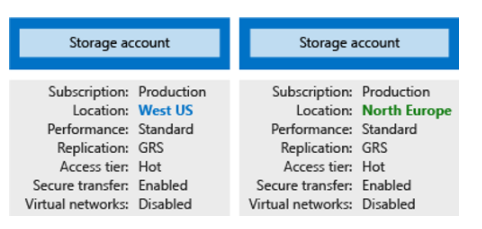 Storage account
Subscription: Production
Location: West US
Performance: Standard
Replication: GRS
Access tier: Hot
Secure transfer: Enabled
Virtual networks: Disabled
Storage account
Subscription: Production
Location: North Europe
Performance: Standard
Replication: GRS
Access tier: Hot
Secure transfer: Enabled
Virtual networks: Disabled